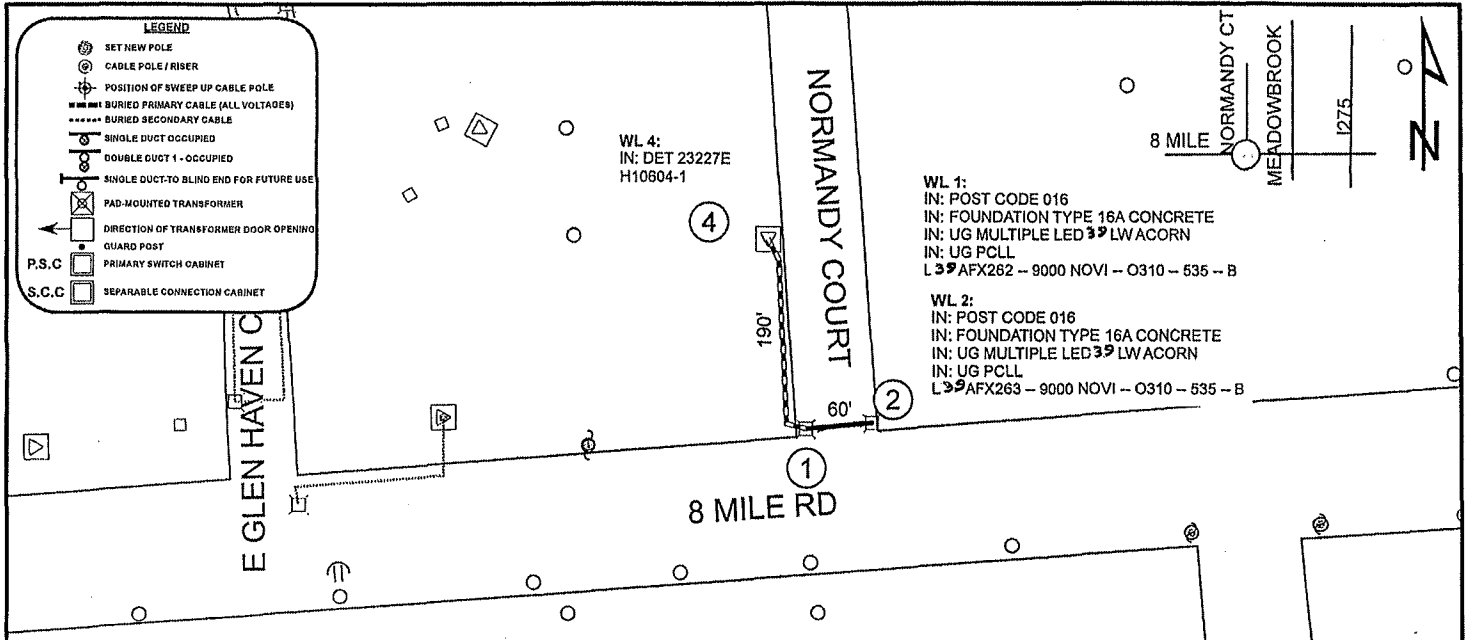 LEGEND
SET NEW POLE
CABLE POLE / RISER
POSITION OF SWEEP UP CABLE POLE
BURIED PRIMARY CABLE (ALL VOLTAGES)
BURIED SECONDARY CABLE
SINGLE DUCT OCCUPIED
DOUBLE DUCT 1 - OCCUPIED
SINGLE DUCT-TO BLIND END FOR FUTURE USE
PAD-MOUNTED TRANSFORMER
DIRECTION OF TRANSFORMER DOOR OPENING
GUARD POST
P.S.C PRIMARY SWITCH CABINET
S.C.C SEPARABLE CONNECTION CABINET
E GLEN HAVEN C
WL 4:
IN: DET 23227E
H10604-1
4
190'
NORMANDY COURT
60'
1
2
8 MILE RD
WL 1:
IN: POST CODE 016
IN: FOUNDATION TYPE 16A CONCRETE
IN: UG MULTIPLE LED 39 LW ACORN
IN: UG PCLL
L39AFX262 -- 9000 NOVI -- O310 -- 535 -- B
WL 2:
IN: POST CODE 016
IN: FOUNDATION TYPE 16A CONCRETE
IN: UG MULTIPLE LED 39 LW ACORN
IN: UG PCLL
L39AFX263 -- 9000 NOVI -- O310 -- 535 -- B
8 MILE
NORMANDY CT
MEADOWBROOK
I275
N